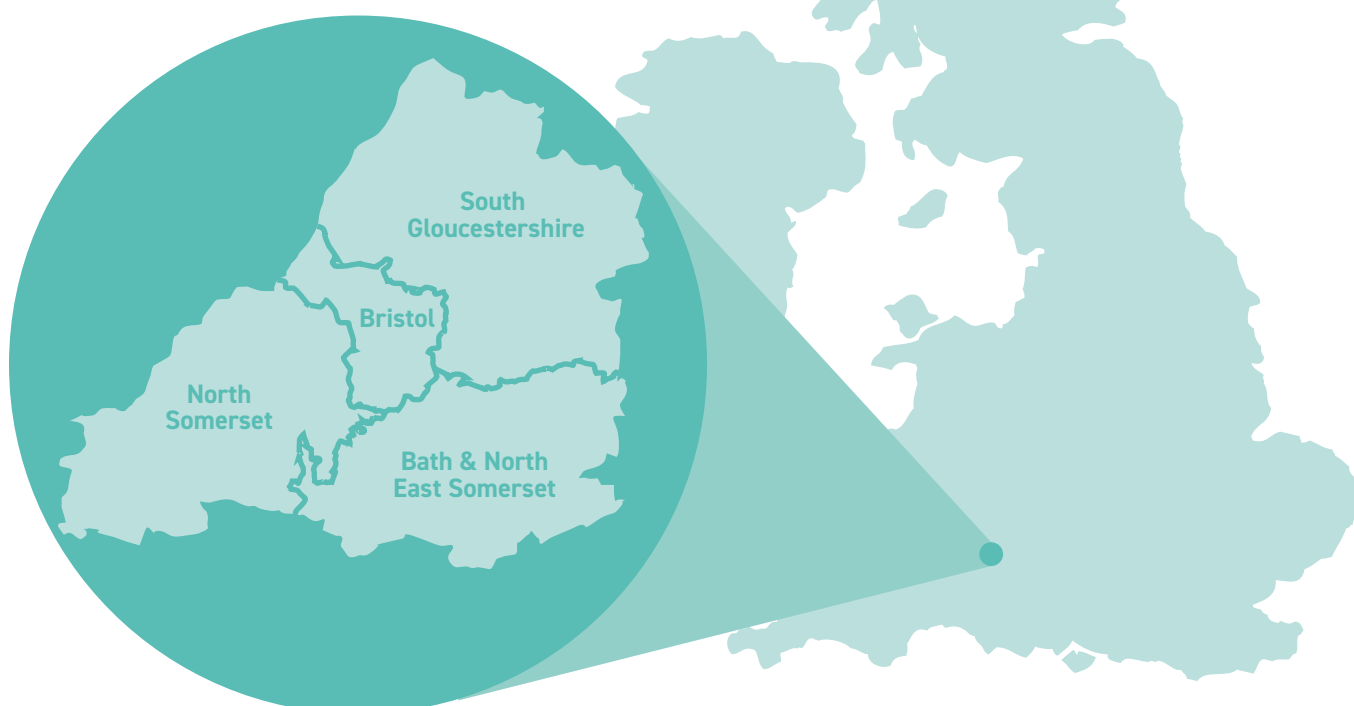 South
Gloucestershire
Bristol
North
Somerset
Bath & North
East Somerset